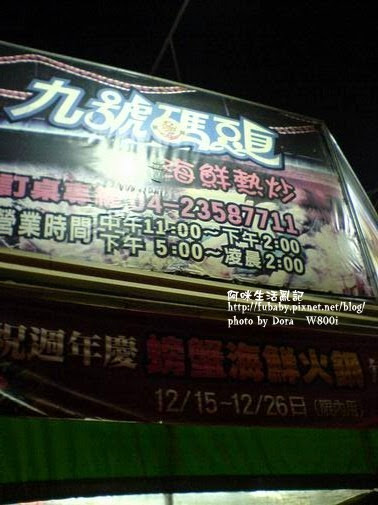 九號碼頭
海鮮熱炒
訂桌專線 04-23587711
營業時間 中午11:00~下午2:00
下午 5:00~凌晨2:00
阿咪生活亂記
http://fubaby.pixnet.net/blog/
photo by Dora W800i
祝週年慶 螃蟹海鮮火鍋
12/15~12/26日